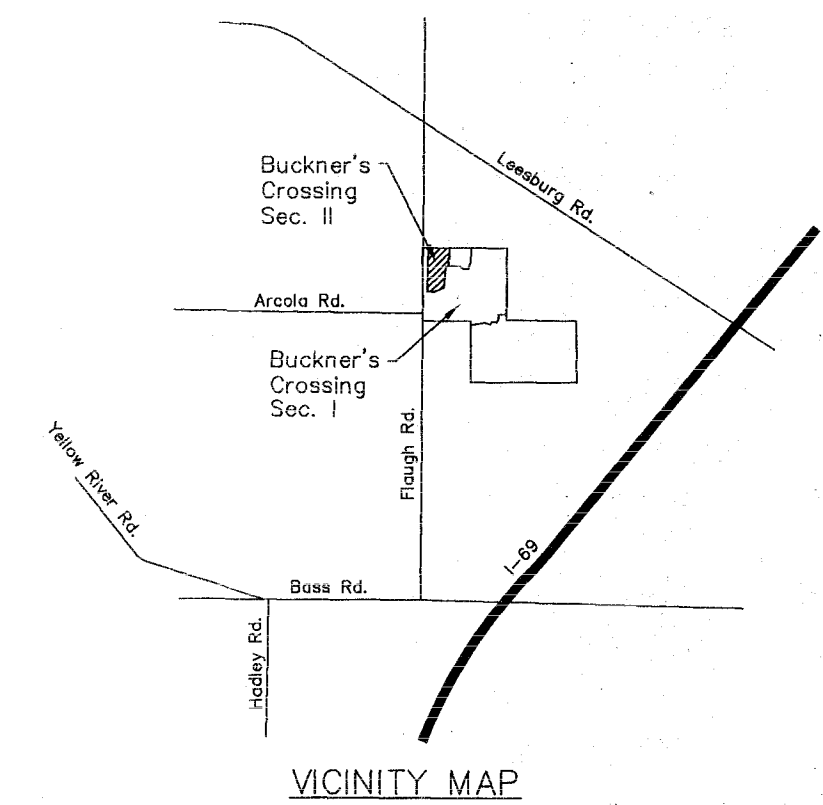 Leesburg Rd.
Buckner's
Crossing
Sec. II
Arcola Rd.
Buckner's
Crossing
Sec. I
Flaugh Rd.
Yellow River Rd.
I-69
Bass Rd.
Hadley Rd.
VICINITY MAP